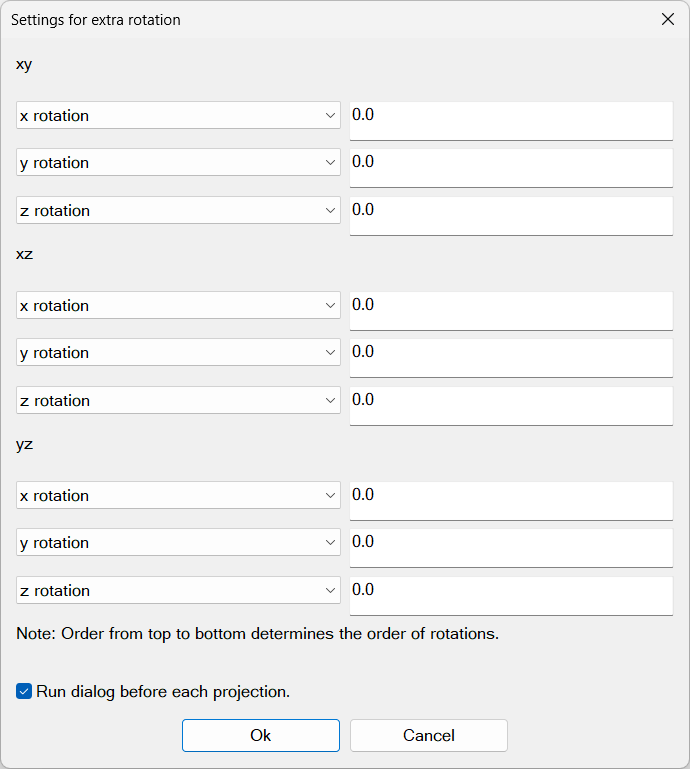 Settings for extra rotation
xy
x rotation 0.0
y rotation 0.0
z rotation 0.0
xz
x rotation 0.0
y rotation 0.0
z rotation 0.0
yz
x rotation 0.0
y rotation 0.0
z rotation 0.0
Note: Order from top to bottom determines the order of rotations.
Run dialog before each projection.
Ok Cancel